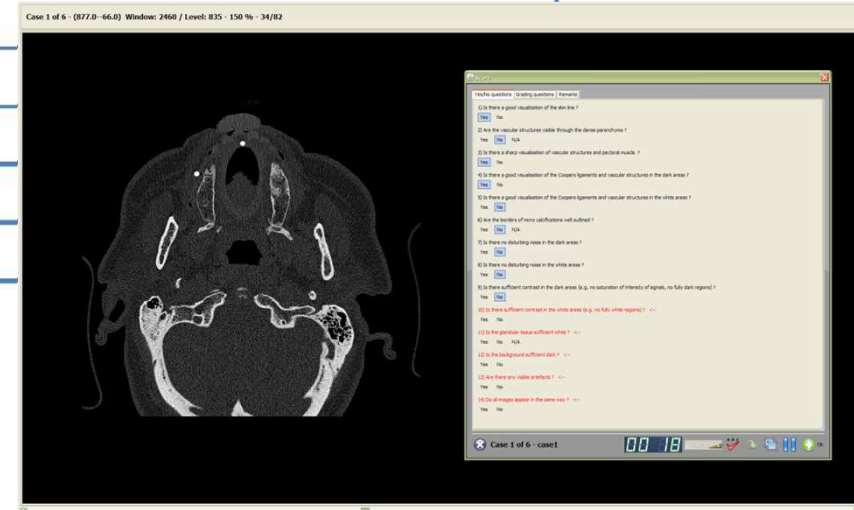 Case 1 of 6 - (877.0--66.0) Window: 2460 / Level: 835 - 150 % - 34/82
Score
Yes/No questions Grading questions Remarks
1) Is there a good visualization of the skin line ?
Yes No
2) Are the vascular structures visible through the dense parenchyma ?
Yes No N/A
3) Is there a sharp visualisation of vascular structures and pectoral muscle ?
Yes No
4) Is there a good visualisation of the Coopers ligaments and vascular structures in the dark areas ?
Yes No
5) Is there a good visualisation of the Coopers ligaments and vascular structures in the white areas ?
Yes No
6) Are the borders of micro calcifications well outlined ?
Yes No N/A
7) Is there no disturbing noise in the dark areas ?
Yes No
8) Is there no disturbing noise in the white areas ?
Yes No
9) Is there sufficient contrast in the dark areas (e.g. no saturation of intensity of signals, no fully dark regions) ?
Yes No
10) Is there sufficient contrast in the white areas (e.g. no fully white regions) ? <--
Yes No
11) Is the glandular tissue sufficient white ? <--
Yes No N/A
12) Is the background sufficient dark ? <--
Yes No
13) Are there any visible artefacts ? <--
Yes No
14) Do all images appear in the same way ? <--
Yes No
Case 1 of 6 - case1
00 18